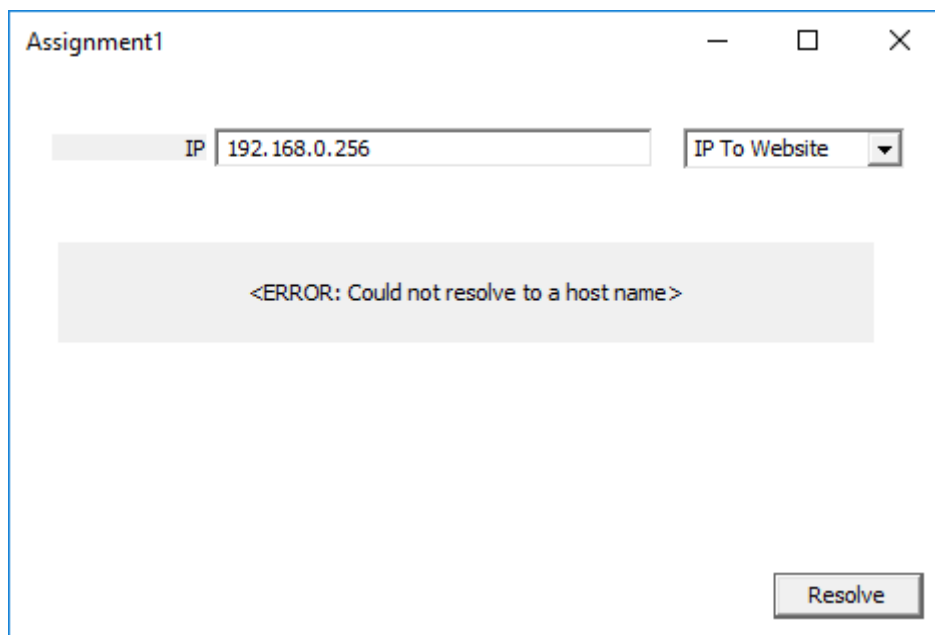 Assignment1
IP 192.168.0.256 IP To Website
<ERROR: Could not resolve to a host name>
Resolve